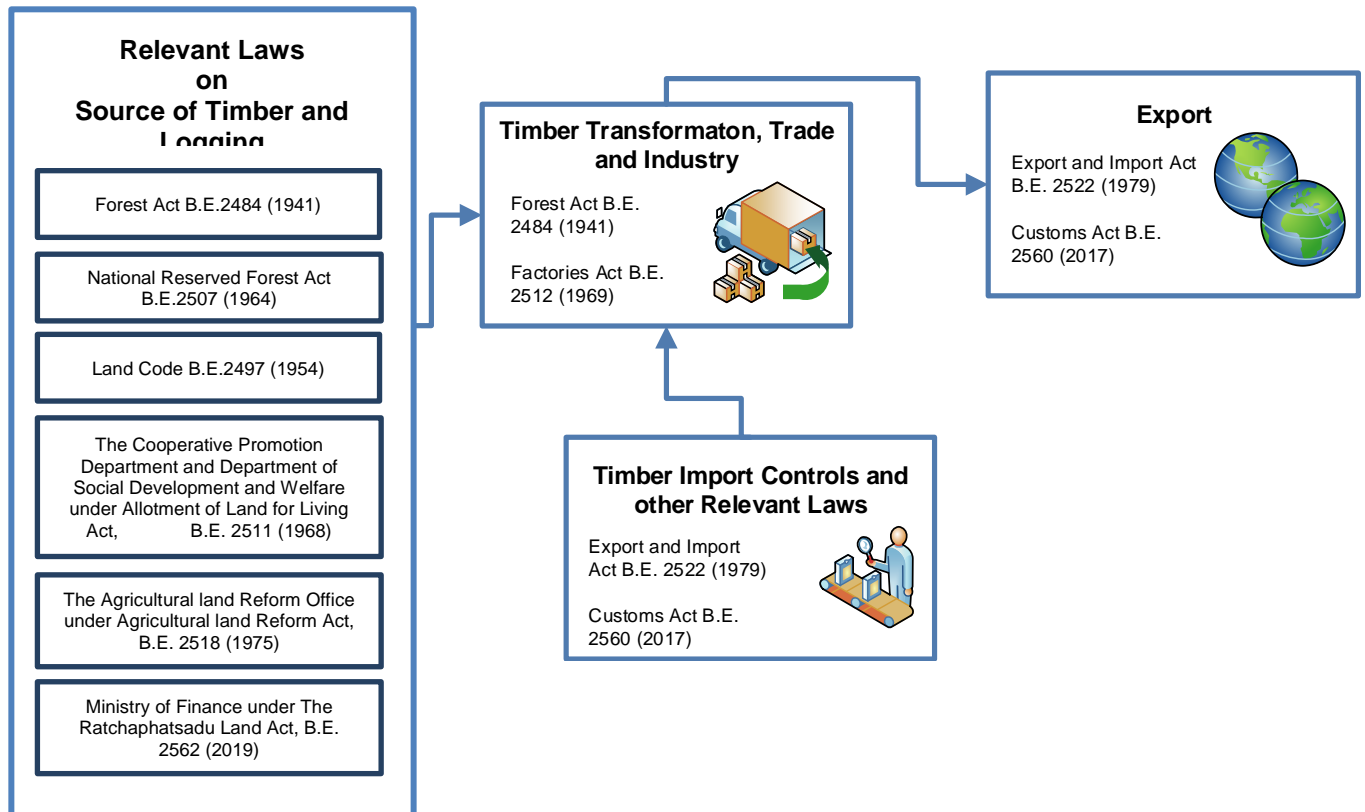 Relevant Laws
on
Source of Timber and
Logging
Forest Act B.E.2484 (1941)
National Reserved Forest Act
B.E.2507 (1964)
Land Code B.E.2497 (1954)
The Cooperative Promotion
Department and Department of
Social Development and Welfare
under Allotment of Land for Living
Act, B.E. 2511 (1968)
The Agricultural land Reform Office
under Agricultural land Reform Act,
B.E. 2518 (1975)
Ministry of Finance under The
Ratchaphatsadu Land Act, B.E.
2562 (2019)
Timber Transformaton, Trade
and Industry
Forest Act B.E.
2484 (1941)
Factories Act B.E.
2512 (1969)
Timber Import Controls and
other Relevant Laws
Export and Import
Act B.E. 2522 (1979)
Customs Act B.E.
2560 (2017)
Export
Export and Import Act
B.E. 2522 (1979)
Customs Act B.E.
2560 (2017)